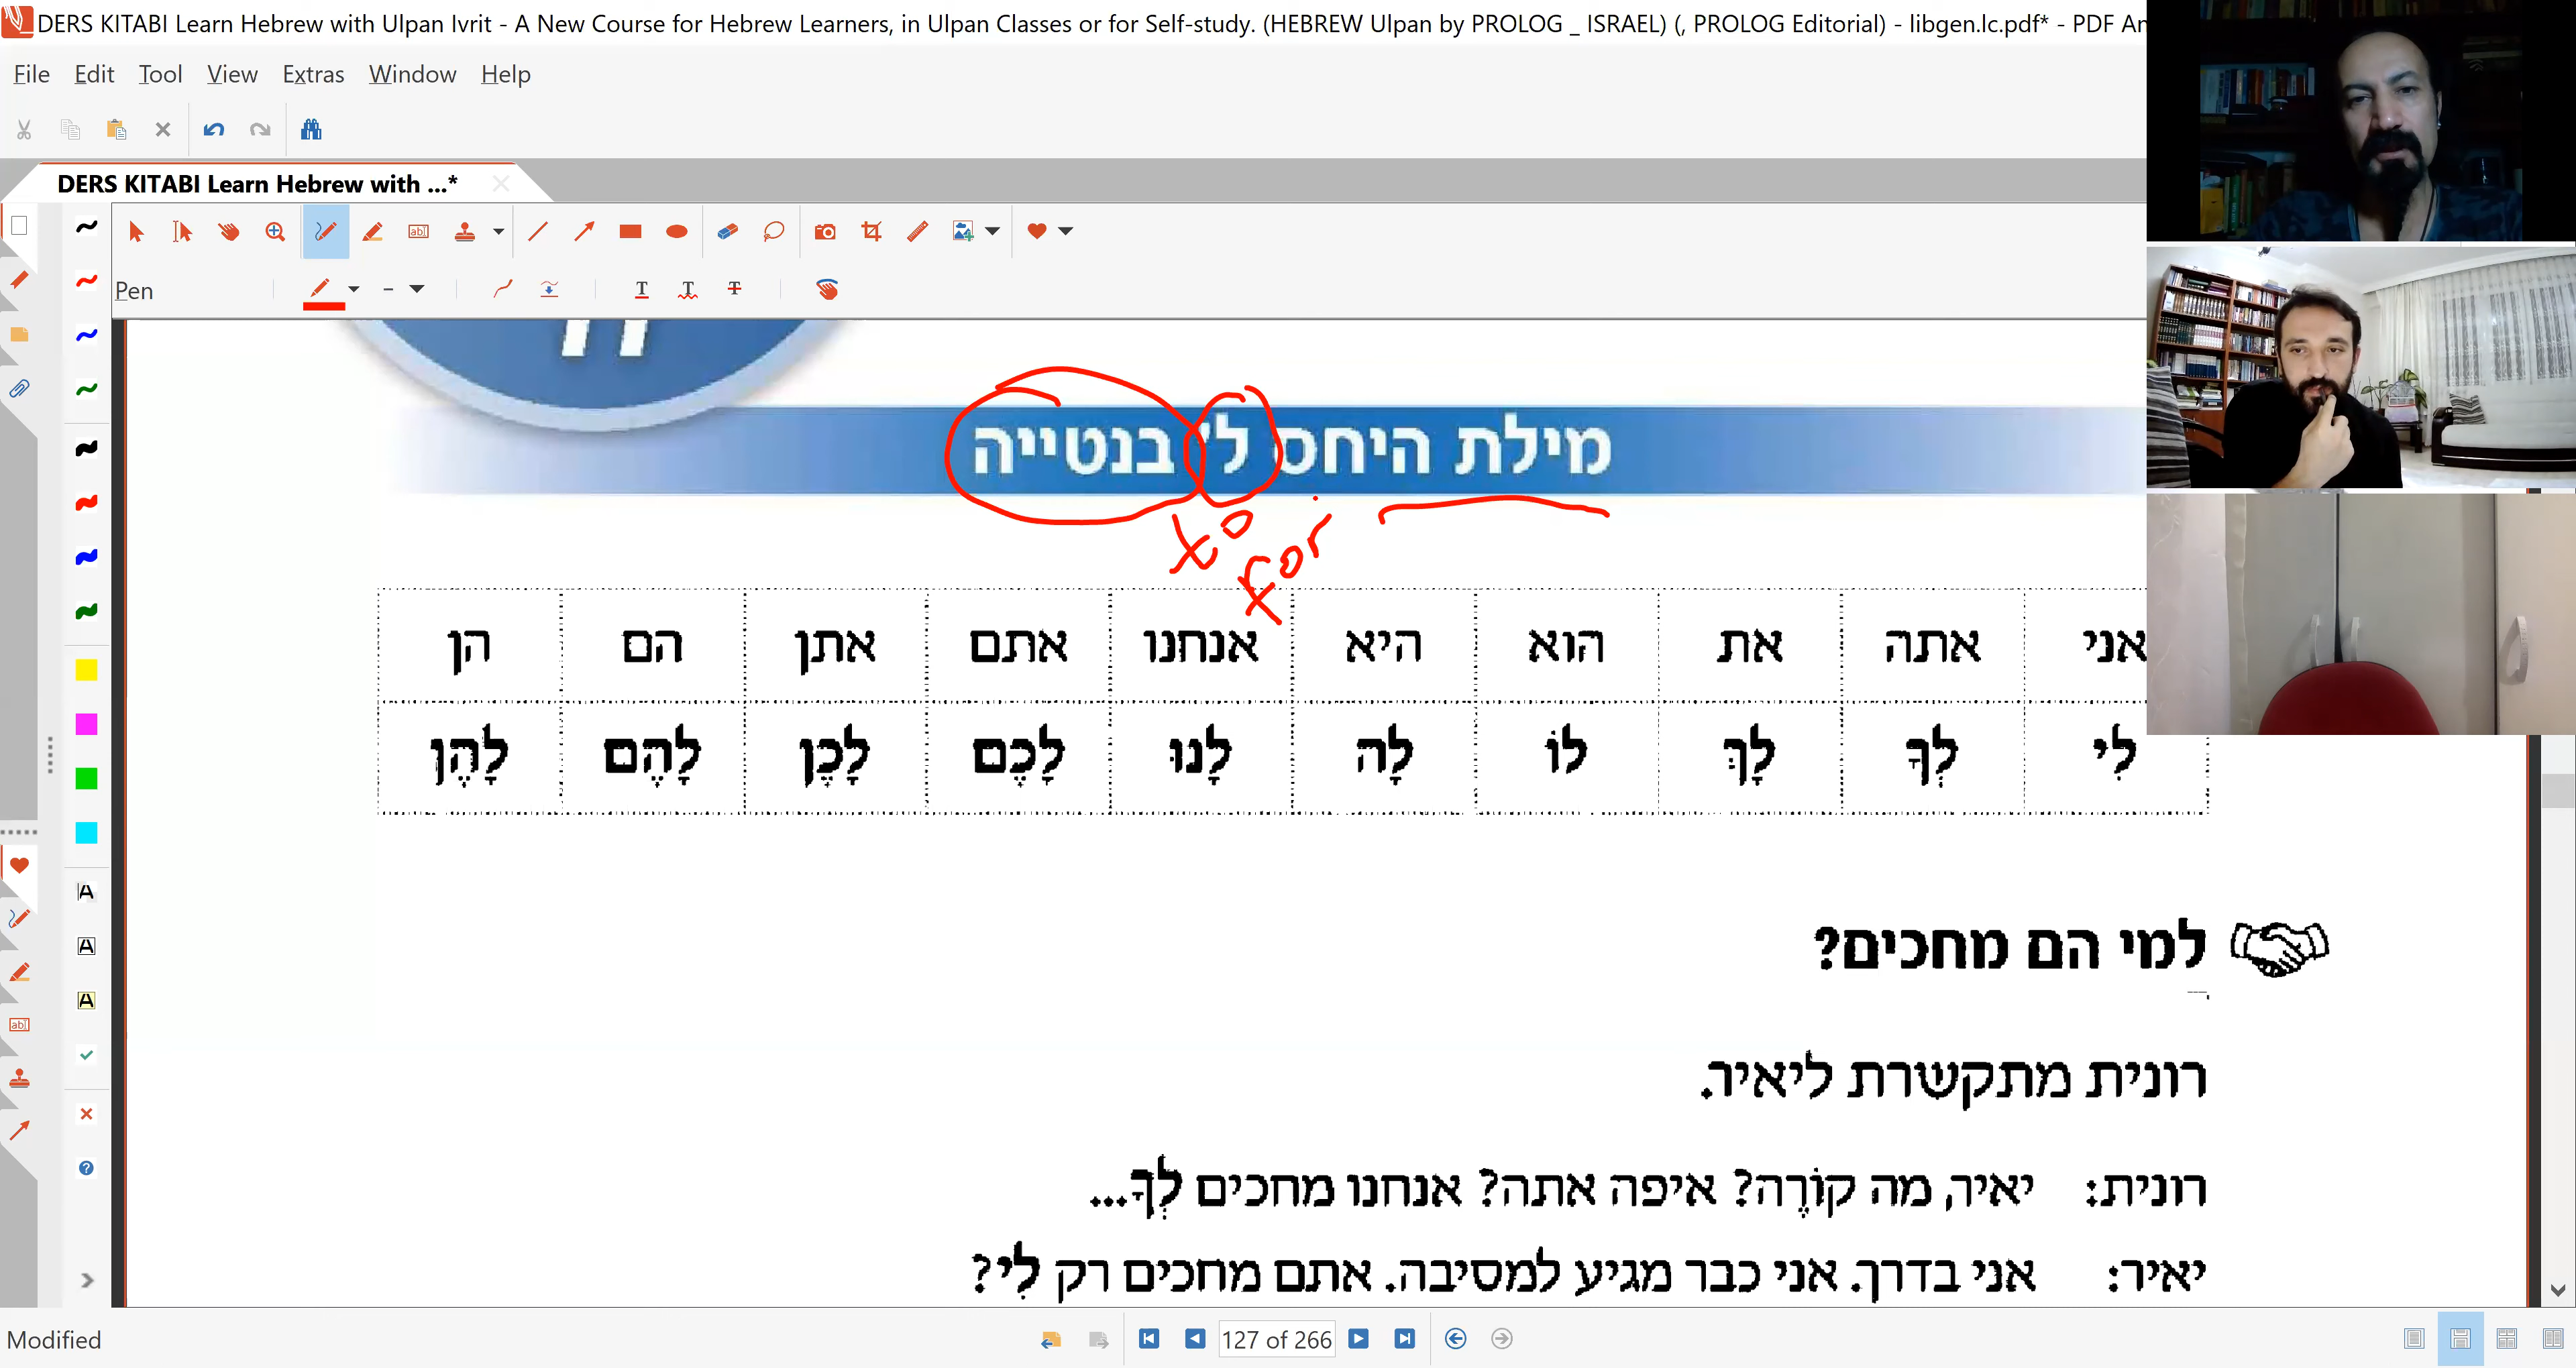 DERS KITABI Learn Hebrew with Ulpan Ivrit - A New Course for Hebrew Learners, in Ulpan Classes or for Self-study. (HEBREW Ulpan by PROLOG _ ISRAEL) (, PROLOG Editorial) - libgen.lc.pdf* - PDF An
File Edit Tool View Extras Window Help
DERS KITABI Learn Hebrew with ...*
Pen
מילת היחס ל' בנטייה
to
for
אני אתה את הוא היא אנחנו אתם אתן הם הן
לִי לְךָ לָךְ לוֹ לָה לָנוּ לָכֶם לָכֶן לָהֶם לָהֶן
למי הם מחכים?
רונית מתקשרת ליאיר.
רונית: יאיר, מה קוֹרֶה? איפה אתה? אנחנו מחכים לְךָ...
יאיר: אני בדרך. אני כבר מגיע למסיבה. אתם מחכים רק לִי?
Modified
127 of 266